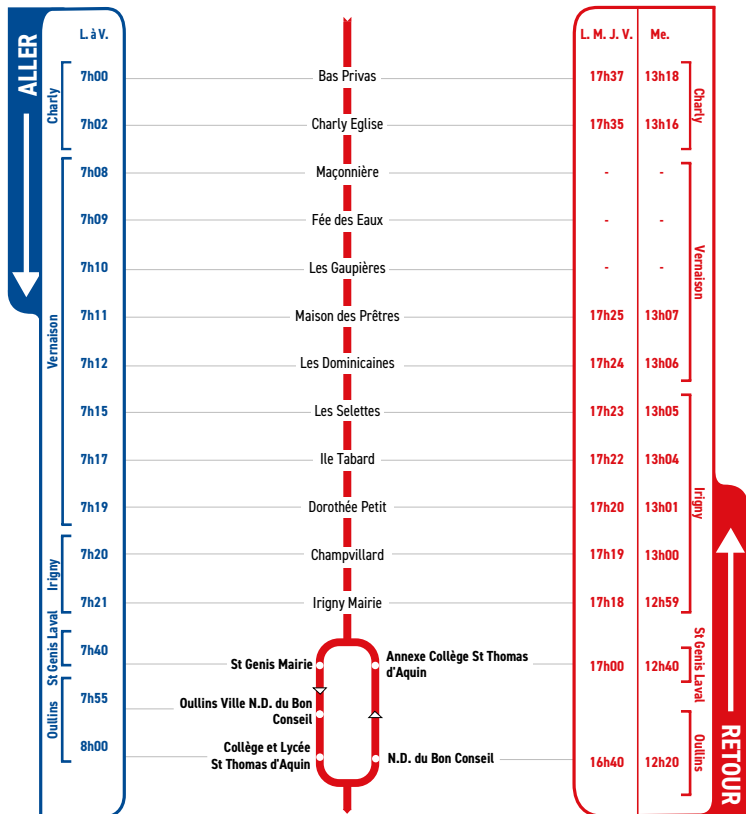 ALLER
L. à V.
L. M. J. V. Me.
7h00 Bas Privas 17h37 13h18
Charly
Charly
7h02 Charly Eglise 17h35 13h16
7h08 Maçonnière - -
7h09 Fée des Eaux - -
Vernaison
7h10 Les Gaupières - -
7h11 Maison des Prêtres 17h25 13h07
Vernaison
7h12 Les Dominicaines 17h24 13h06
7h15 Les Selettes 17h23 13h05
7h17 Ile Tabard 17h22 13h04
7h19 Dorothée Petit 17h20 13h01
Irigny
7h20 Champvillard 17h19 13h00
Irigny
7h21 Irigny Mairie 17h18 12h59
St Genis Laval
7h40 St Genis Mairie
Annexe Collège St Thomas
d'Aquin
17h00 12h40
St Genis Laval
7h55 Oullins Ville N.D. du Bon
Conseil
Oullins
8h00 Collège et Lycée
St Thomas d'Aquin
N.D. du Bon Conseil 16h40 12h20
Oullins
RETOUR